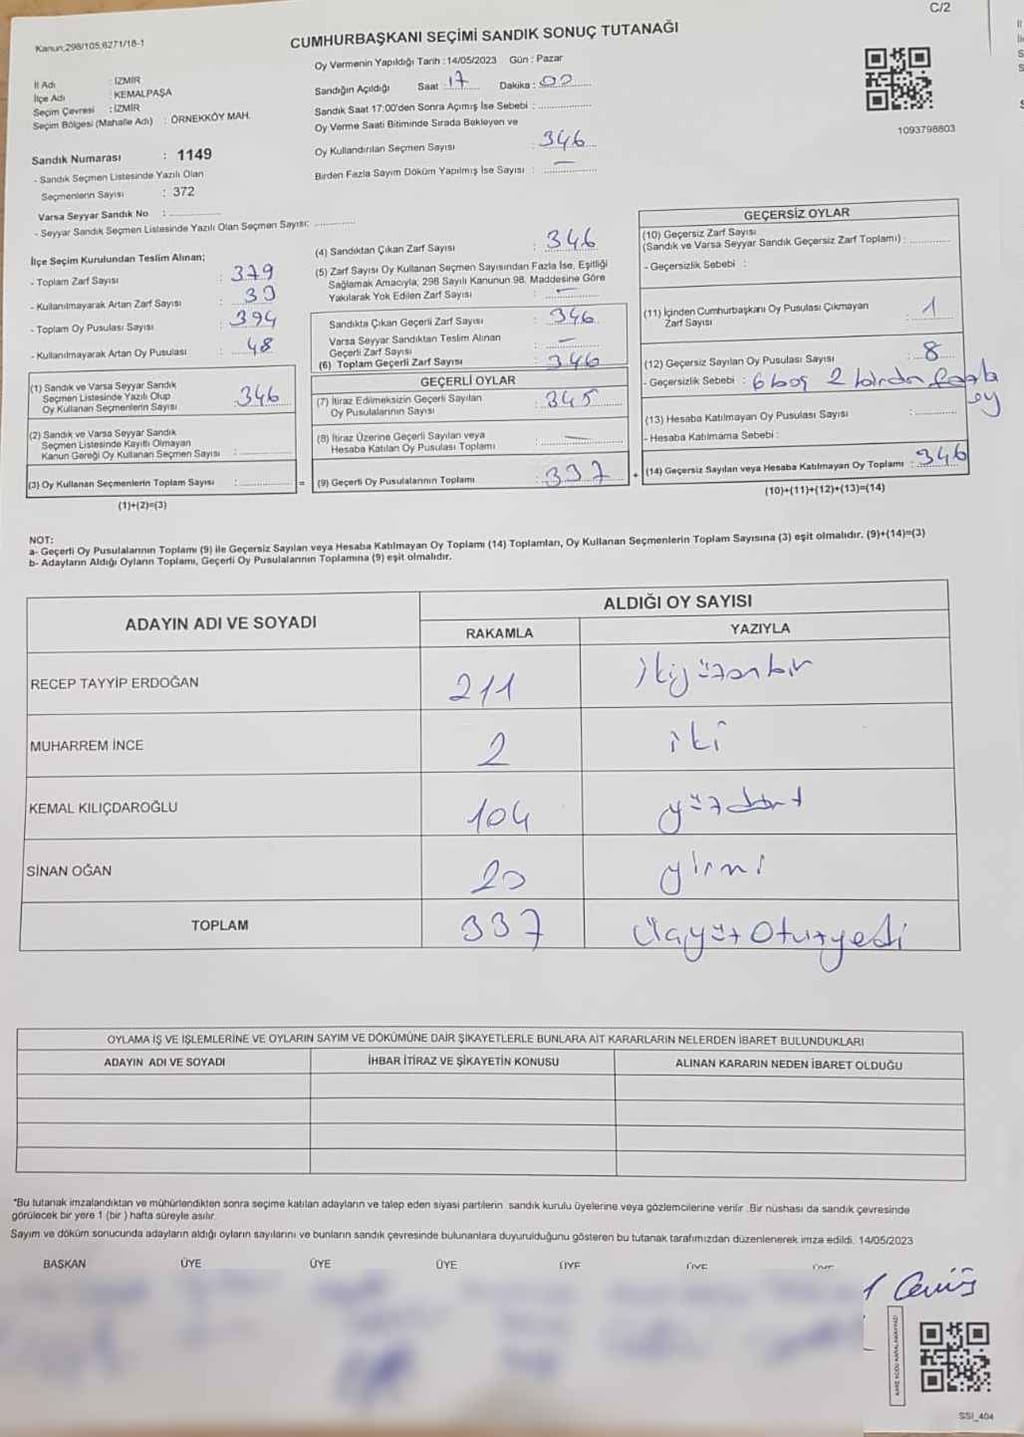 C/2
Kanun:298/105,6271/18-1
CUMHURBAŞKANI SEÇİMİ SANDIK SONUÇ TUTANAĞI
Oy Vermenin Yapıldığı Tarih : 14/05/2023 Gün : Pazar
İl Adı : İZMİR
İlçe Adı : KEMALPAŞA
Seçim Çevresi : İZMİR
Seçim Bölgesi (Mahalle Adı) : ÖRNEKKÖY MAH.
Sandık Numarası : 1149
- Sandık Seçmen Listesinde Yazılı Olan
Seçmenlerin Sayısı : 372
Varsa Seyyar Sandık No :
- Seyyar Sandık Seçmen Listesinde Yazılı Olan Seçmen Sayısı:
Sandığın Açıldığı Saat : 17 Dakika : 00
Sandık Saat 17:00'den Sonra Açımış İse Sebebi :
Oy Verme Saati Bitiminde Sırada Bekleyen ve
Oy Kullandırılan Seçmen Sayısı : 346
Birden Fazla Sayım Döküm Yapılmış İse Sayısı : —
1093798803
İlçe Seçim Kurulundan Teslim Alınan;
- Toplam Zarf Sayısı : 379
- Kullanılmayarak Artan Zarf Sayısı : 33
- Toplam Oy Pusulası Sayısı : 394
- Kullanılmayarak Artan Oy Pusulası : 48
(1) Sandık ve Varsa Seyyar Sandık
Seçmen Listesinde Yazılı Olup
Oy Kullanan Seçmenlerin Sayısı 346
(2) Sandık ve Varsa Seyyar Sandık
Seçmen Listesinde Kayıtlı Olmayan
Kanun Gereği Oy Kullanan Seçmen Sayısı :
(3) Oy Kullanan Seçmenlerin Toplam Sayısı : =
(1)+(2)=(3)
(4) Sandıktan Çıkan Zarf Sayısı : 346
(5) Zarf Sayısı Oy Kullanan Seçmen Sayısından Fazla İse, Eşitliği
Sağlamak Amacıyla, 298 Sayılı Kanunun 98. Maddesine Göre
Yakılarak Yok Edilen Zarf Sayısı : —
Sandıkta Çıkan Geçerli Zarf Sayısı : 346
Varsa Seyyar Sandıktan Teslim Alınan
Geçerli Zarf Sayısı : —
(6) Toplam Geçerli Zarf Sayısı : 346
GEÇERLİ OYLAR
(7) İtiraz Edilmeksizin Geçerli Sayılan
Oy Pusulalarının Sayısı : 345
(8) İtiraz Üzerine Geçerli Sayılan veya
Hesaba Katılan Oy Pusulası Toplamı : —
(9) Geçerli Oy Pusulalarının Toplamı : 337 +
GEÇERSİZ OYLAR
(10) Geçersiz Zarf Sayısı
(Sandık ve Varsa Seyyar Sandık Geçersiz Zarf Toplamı) :
- Geçersizlik Sebebi :
(11) İçinden Cumhurbaşkanı Oy Pusulası Çıkmayan
Zarf Sayısı : 1
(12) Geçersiz Sayılan Oy Pusulası Sayısı : 8
- Geçersizlik Sebebi : 6 boş 2 birden fazla
oy
(13) Hesaba Katılmayan Oy Pusulası Sayısı :
- Hesaba Katılmama Sebebi :
(14) Geçersiz Sayılan veya Hesaba Katılmayan Oy Toplamı : 346
(10)+(11)+(12)+(13)=(14)
NOT:
a- Geçerli Oy Pusulalarının Toplamı (9) ile Geçersiz Sayılan veya Hesaba Katılmayan Oy Toplamı (14) Toplamları, Oy Kullanan Seçmenlerin Toplam Sayısına (3) eşit olmalıdır. (9)+(14)=(3)
b- Adayların Aldığı Oyların Toplamı, Geçerli Oy Pusulalarının Toplamına (9) eşit olmalıdır.
ADAYIN ADI VE SOYADI ALDIĞI OY SAYISI
RAKAMLA YAZIYLA
RECEP TAYYİP ERDOĞAN 211 ikiyüzonbir
MUHARREM İNCE 2 iki
KEMAL KILIÇDAROĞLU 104 yüzdört
SİNAN OĞAN 20 yirmi
TOPLAM 337 Üçyüz Otuzyedi
OYLAMA İŞ VE İŞLEMLERİNE VE OYLARIN SAYIM VE DÖKÜMÜNE DAİR ŞİKAYETLERLE BUNLARA AİT KARARLARIN NELERDEN İBARET BULUNDUKLARI
ADAYIN ADI VE SOYADI İHBAR İTİRAZ VE ŞİKAYETİN KONUSU ALINAN KARARIN NEDEN İBARET OLDUĞU
*Bu tutanak imzalandıktan ve mühürlendikten sonra seçime katılan adayların ve talep eden siyasi partilerin sandık kurulu üyelerine veya gözlemcilerine verilir .Bir nüshası da sandık çevresinde
görülecek bir yere 1 (bir ) hafta süreyle asılır.
Sayım ve döküm sonucunda adayların aldığı oyların sayılarını ve bunların sandık çevresinde bulunanlara duyurulduğunu gösteren bu tutanak tarafımızdan düzenlenerek imza edildi. 14/05/2023
BAŞKAN ÜYE ÜYE ÜYE ÜYE ÜYE ÜYE
KARE KODU KARALAMAYINIZ!
SSI_404